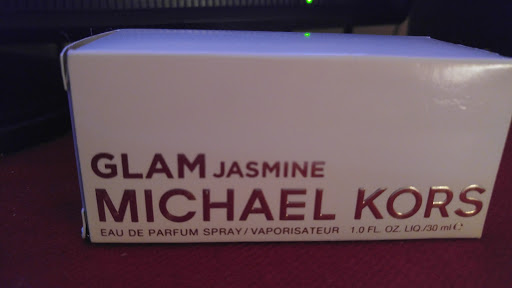 GLAM JASMINE
MICHAEL KORS
EAU DE PARFUM SPRAY/VAPORISATEUR 1.0 FL. OZ. LIQ./30 ml ℮